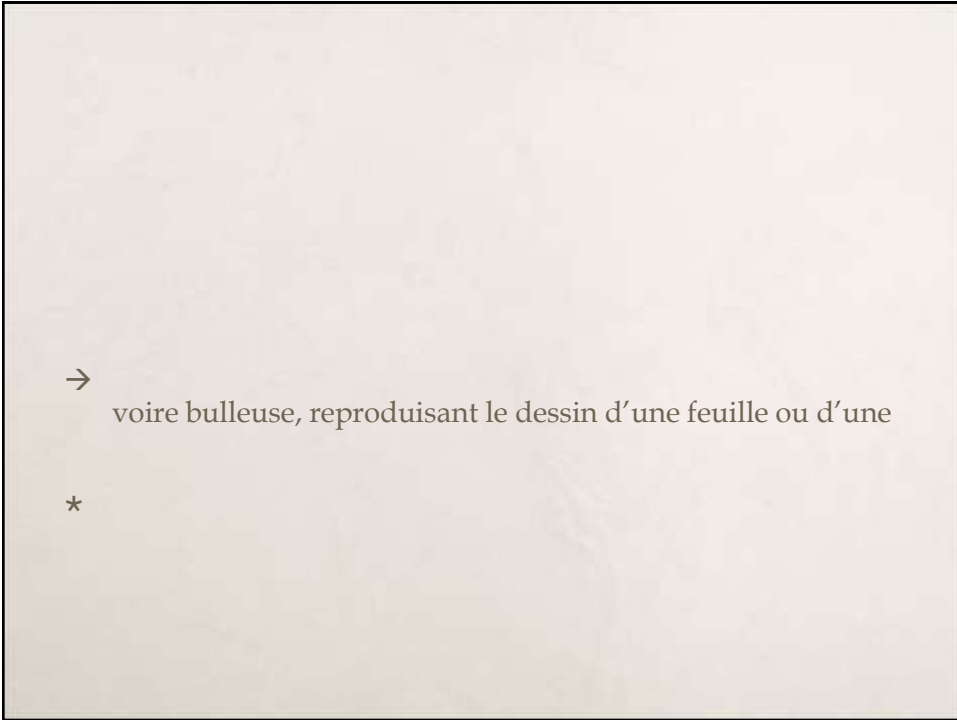 →
voire bulleuse, reproduisant le dessin d’une feuille ou d’une
*